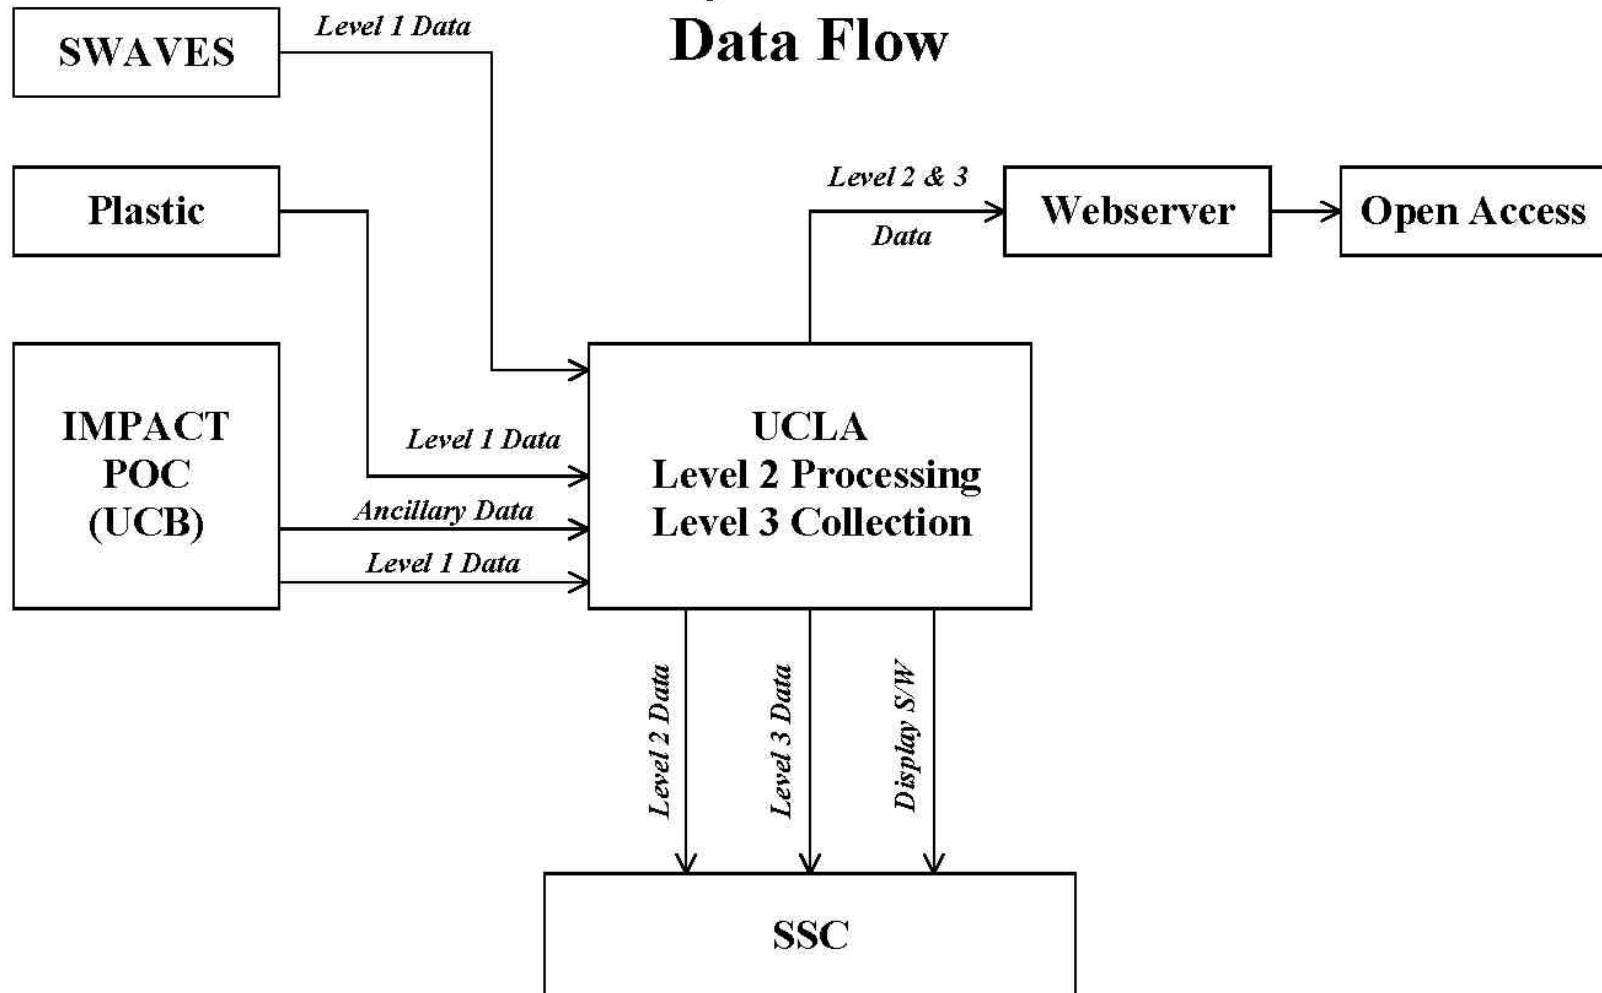 Data Flow
SWAVES
Level 1 Data
Plastic
Level 2 & 3
Data
Webserver
Open Access
IMPACT
POC
(UCB)
Level 1 Data
Ancillary Data
Level 1 Data
UCLA
Level 2 Processing
Level 3 Collection
Level 2 Data
Level 3 Data
Display S/W
SSC